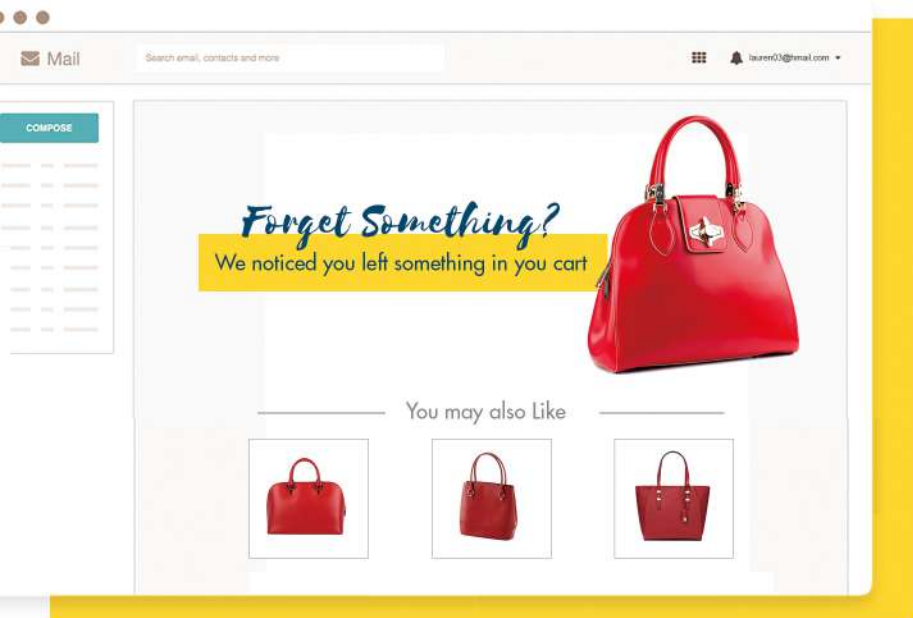 Mail
Search email, contacts and more
lauren03@hmail.com
COMPOSE
Forget Something?
We noticed you left something in you cart
You may also Like